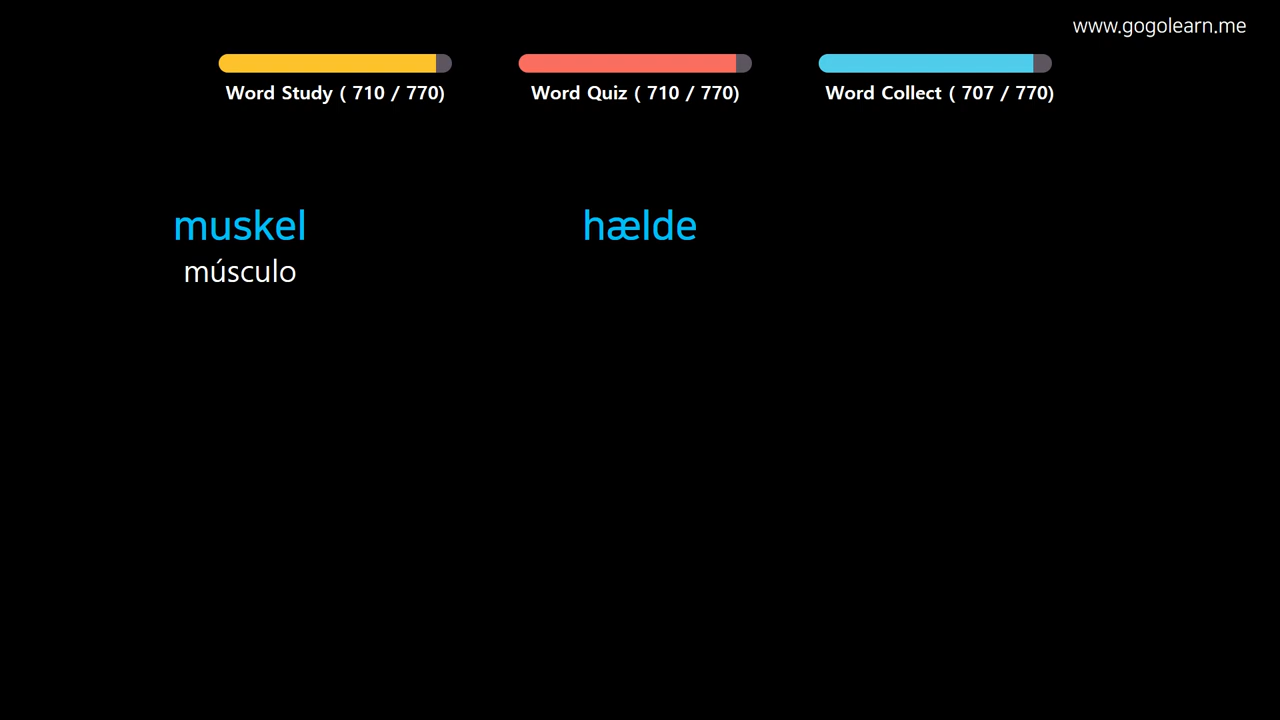 www.gogolearn.me
Word Study ( 710 / 770)
Word Quiz ( 710 / 770)
Word Collect ( 707 / 770)
muskel
músculo
hælde